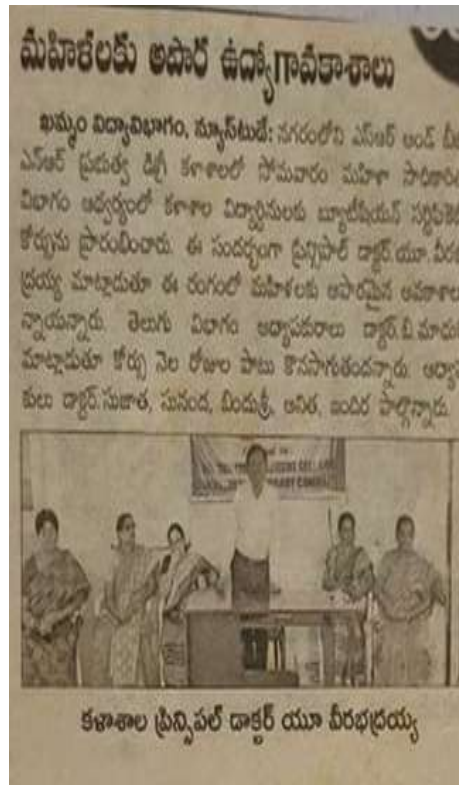 మహిళలకు అపార ఉద్యోగావకాశాలు
ఖమ్మం విద్యావిభాగం, న్యూస్‌టుడే: నగరంలోని ఎస్ఆర్ అండ్ బీజీ
ఎన్ఆర్ ప్రభుత్వ డిగ్రీ కళాశాలలో సోమవారం మహిళా సాధికారిత
విభాగం ఆధ్వర్యంలో కళాశాల విద్యార్థినులకు బ్యూటీషియన్ సర్టిఫికెట్
కోర్సును ప్రారంభించారు. ఈ సందర్భంగా ప్రిన్సిపాల్ డాక్టర్ యూ.వీరభ
ద్రయ్య మాట్లాడుతూ ఈ రంగంలో మహిళలకు అపారమైన అవకాశాలు
న్నాయన్నారు. తెలుగు విభాగం అధ్యాపకురాలు డాక్టర్.బి.మాధుర్
మాట్లాడుతూ కోర్సు నెల రోజుల పాటు కొనసాగుతుందన్నారు. అధ్యాప
కులు డాక్టర్.సుజాత, సునంద, బిందుశ్రీ, అనిత, ఇందిర పాల్గొన్నారు.
కళాశాల ప్రిన్సిపల్ డాక్టర్ యూ వీరభద్రయ్య